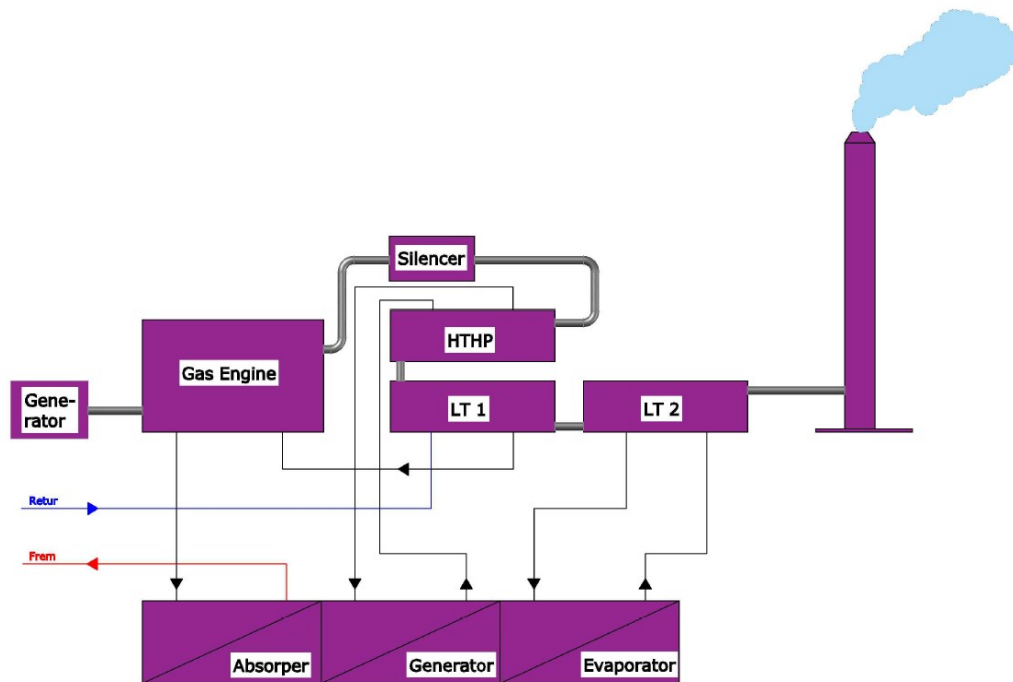 Silencer
HTHP
Gas Engine
Gene-
rator
LT 1
LT 2
Retur
Frem
Absorper
Generator
Evaporator